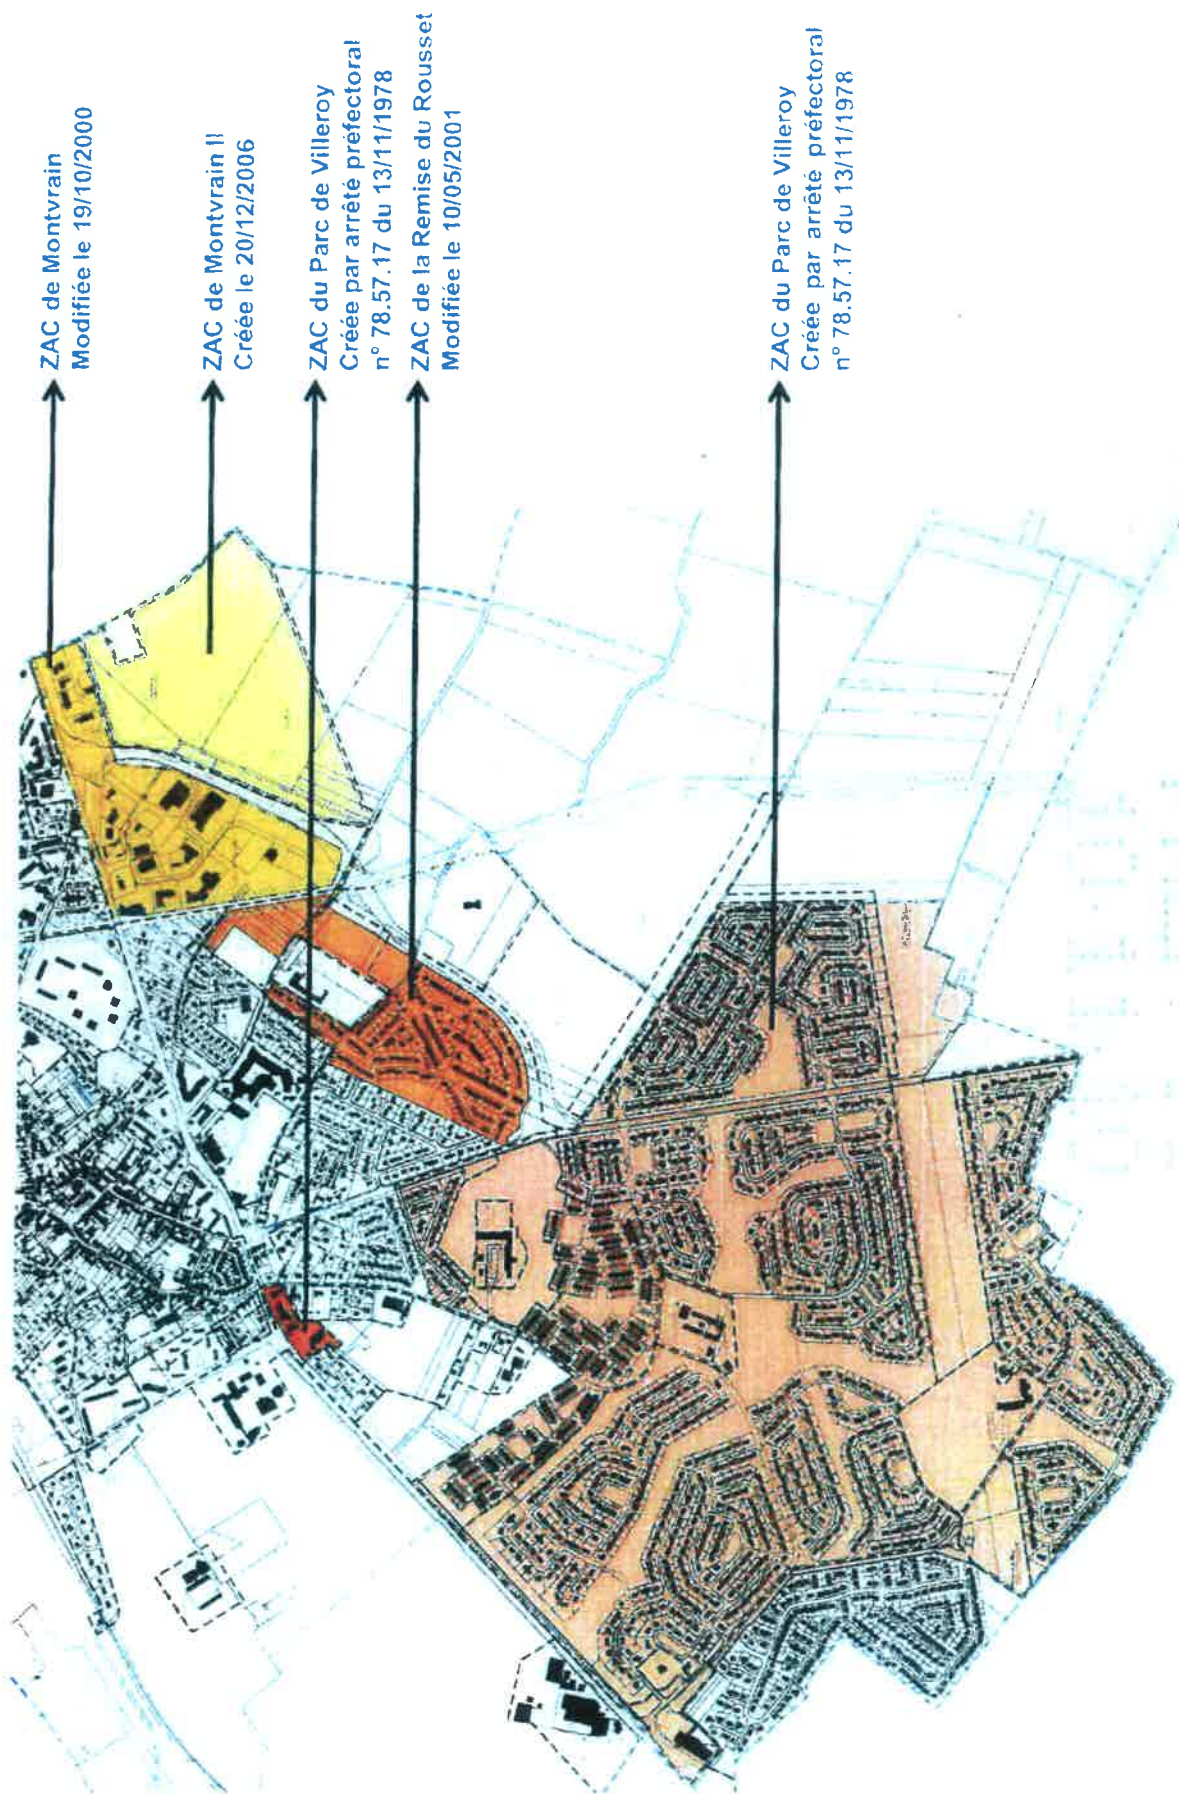 ZAC de Montvrain
Modifiée le 19/10/2000
ZAC de Montvrain II
Créée le 20/12/2006
ZAC du Parc de Villeroy
Créée par arrêté préfectoral
n° 78.57.17 du 13/11/1978
ZAC de la Remise du Rousset
Modifiée le 10/05/2001
ZAC du Parc de Villeroy
Créée par arrêté préfectoral
n° 78.57.17 du 13/11/1978